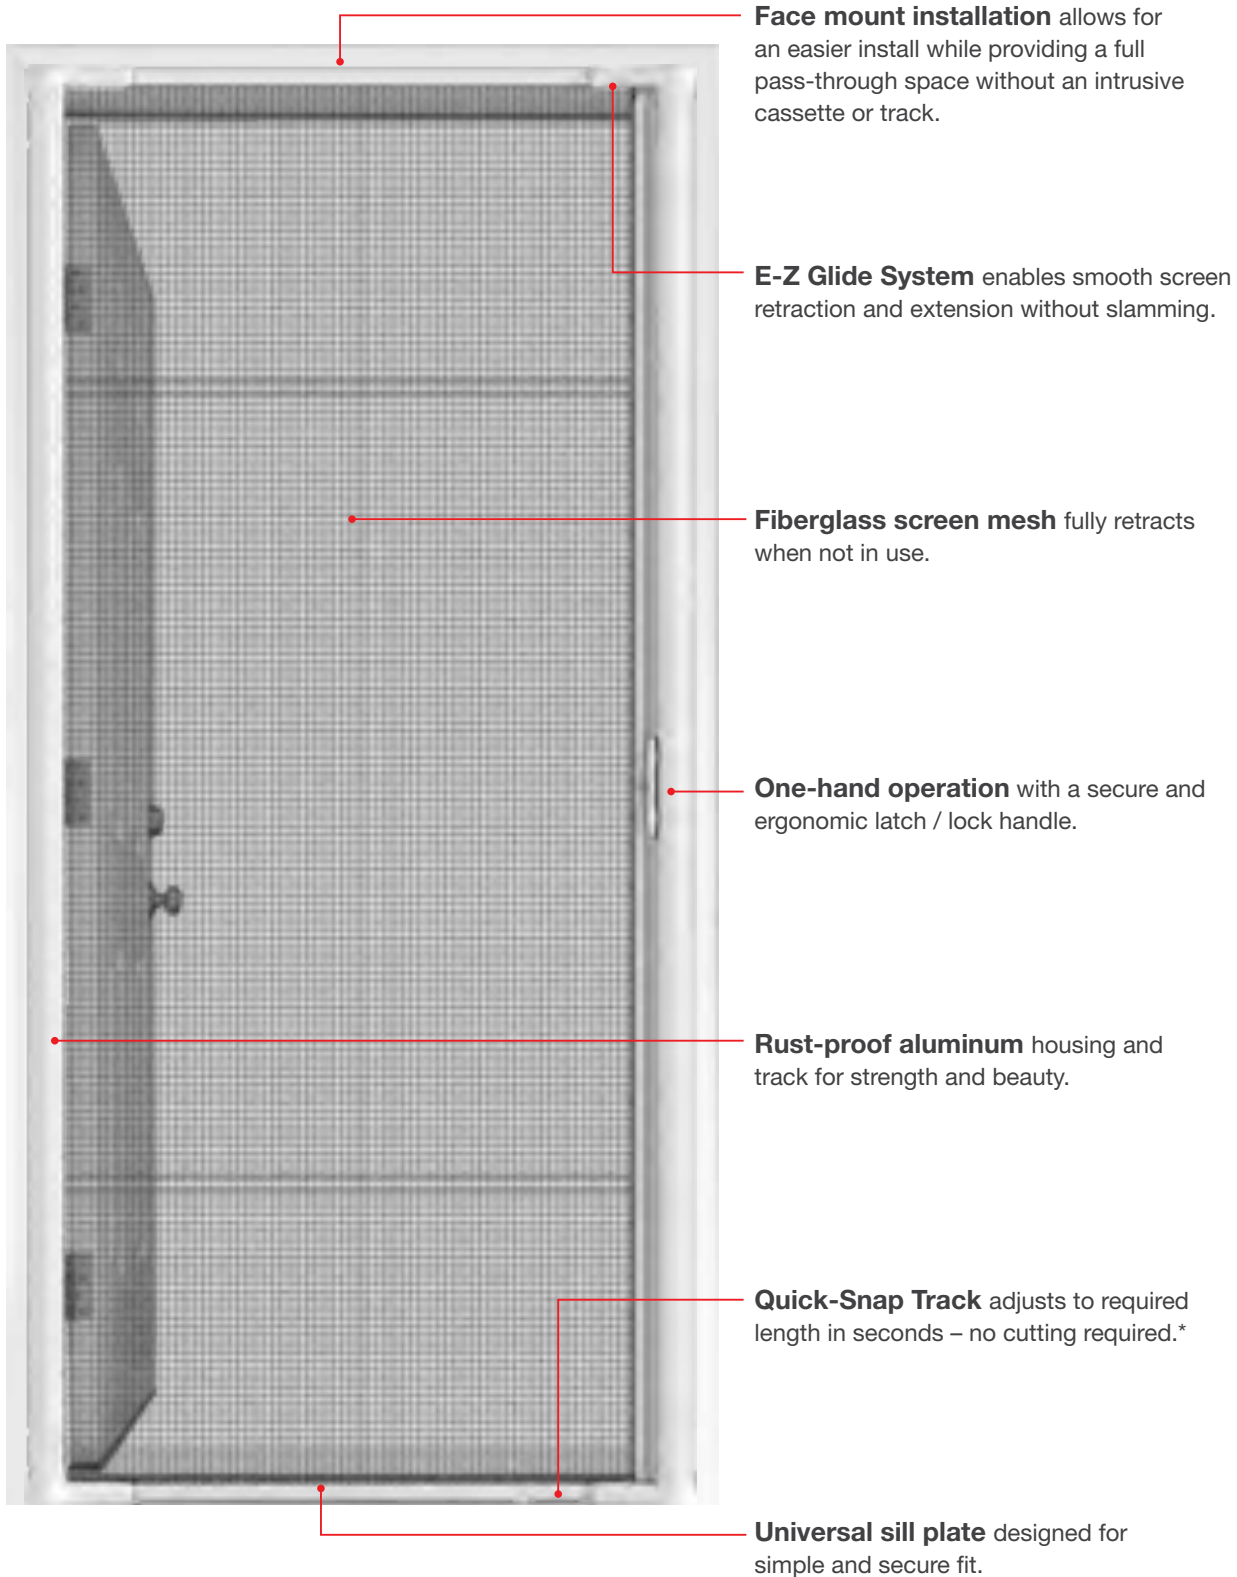 Face mount installation allows for
an easier install while providing a full
pass-through space without an intrusive
cassette or track.
E-Z Glide System enables smooth screen
retraction and extension without slamming.
Fiberglass screen mesh fully retracts
when not in use.
One-hand operation with a secure and
ergonomic latch / lock handle.
Rust-proof aluminum housing and
track for strength and beauty.
Quick-Snap Track adjusts to required
length in seconds – no cutting required.*
Universal sill plate designed for
simple and secure fit.